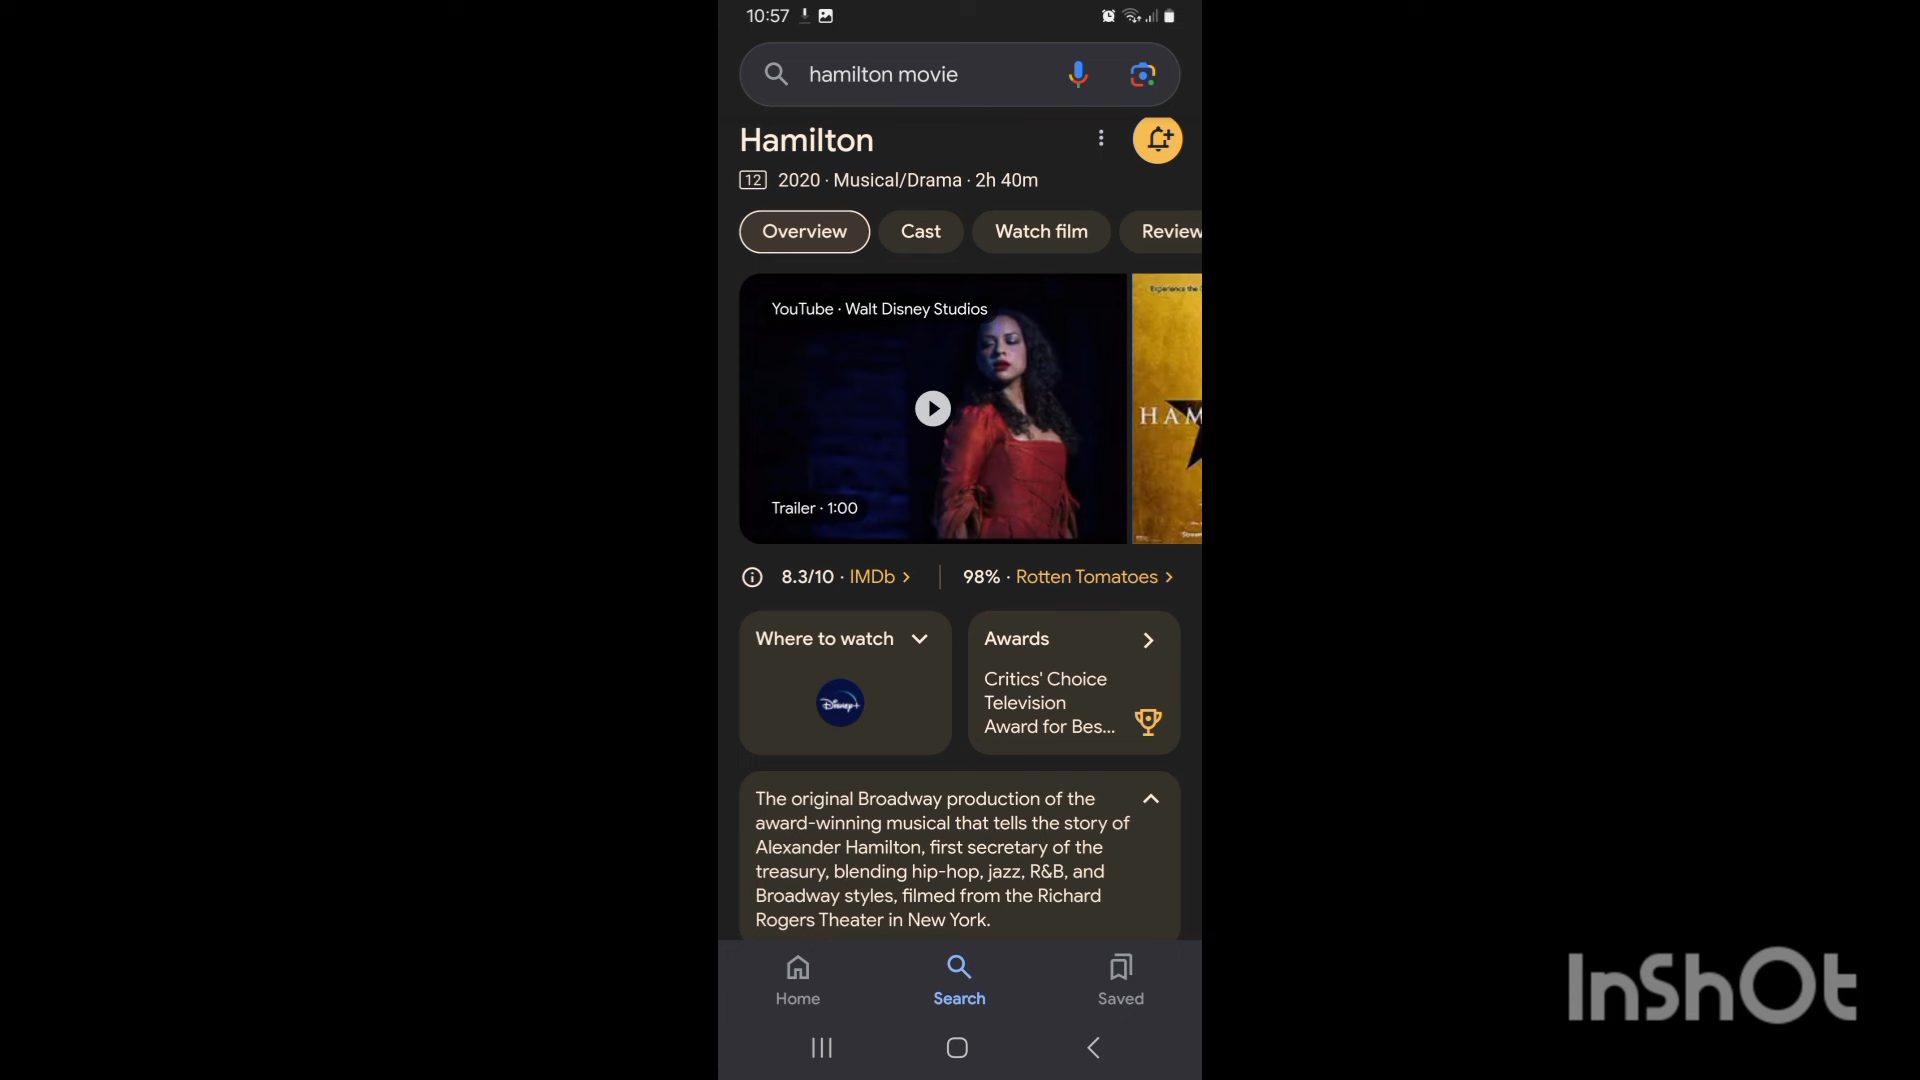 10:57
hamilton movie
Hamilton
12 2020 · Musical/Drama · 2h 40m
Overview Cast Watch film Review
YouTube · Walt Disney Studios
Experience the
HAM
Trailer · 1:00
8.3/10 · IMDb 98% · Rotten Tomatoes
Where to watch
Disney+
Awards
Critics' Choice
Television
Award for Bes...
The original Broadway production of the
award-winning musical that tells the story of
Alexander Hamilton, first secretary of the
treasury, blending hip-hop, jazz, R&B, and
Broadway styles, filmed from the Richard
Rogers Theater in New York.
Home Search Saved
InShOt